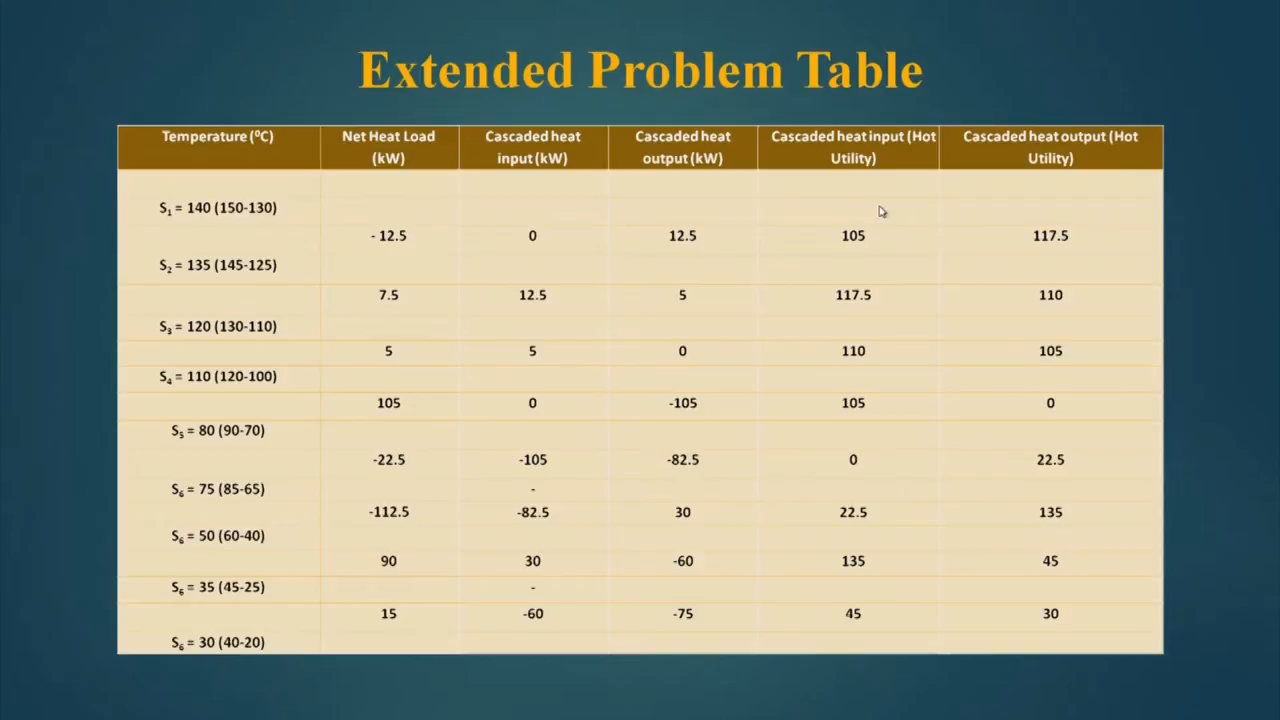 Extended Problem Table
Temperature (⁰C) Net Heat Load (kW) Cascaded heat input (kW) Cascaded heat output (kW) Cascaded heat input (Hot Utility) Cascaded heat output (Hot Utility)
S₁ = 140 (150-130)
- 12.5 0 12.5 105 117.5
S₂ = 135 (145-125)
7.5 12.5 5 117.5 110
S₃ = 120 (130-110)
5 5 0 110 105
S₄ = 110 (120-100)
105 0 -105 105 0
S₅ = 80 (90-70)
-22.5 -105 -82.5 0 22.5
S₆ = 75 (85-65) -
-112.5 -82.5 30 22.5 135
S₆ = 50 (60-40)
90 30 -60 135 45
S₆ = 35 (45-25) -
15 -60 -75 45 30
S₆ = 30 (40-20)